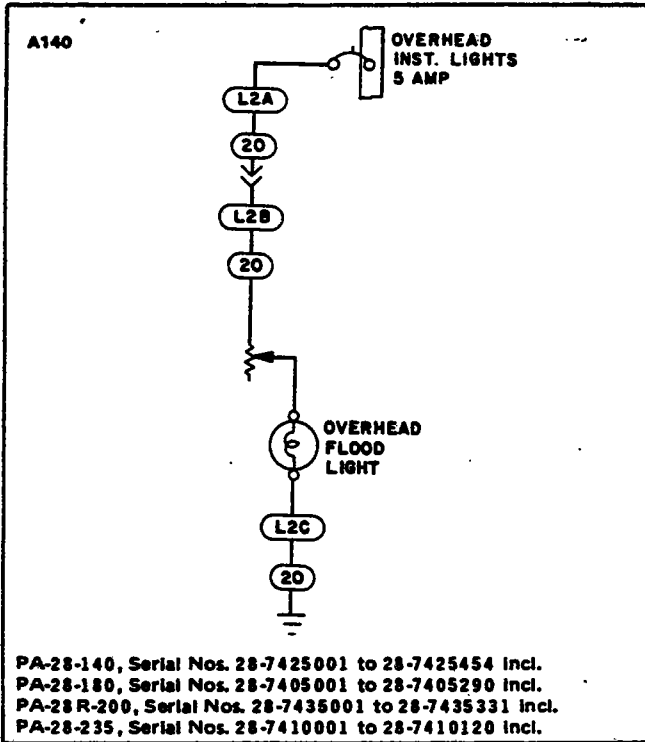 A140
OVERHEAD
INST. LIGHTS
5 AMP
L2A
20
L2B
20
OVERHEAD
FLOOD
LIGHT
L2C
20
PA-28-140, Serial Nos. 28-7425001 to 28-7425454 incl.
PA-28-180, Serial Nos. 28-7405001 to 28-7405290 incl.
PA-28R-200, Serial Nos. 28-7435001 to 28-7435331 incl.
PA-28-235, Serial Nos. 28-7410001 to 28-7410120 incl.